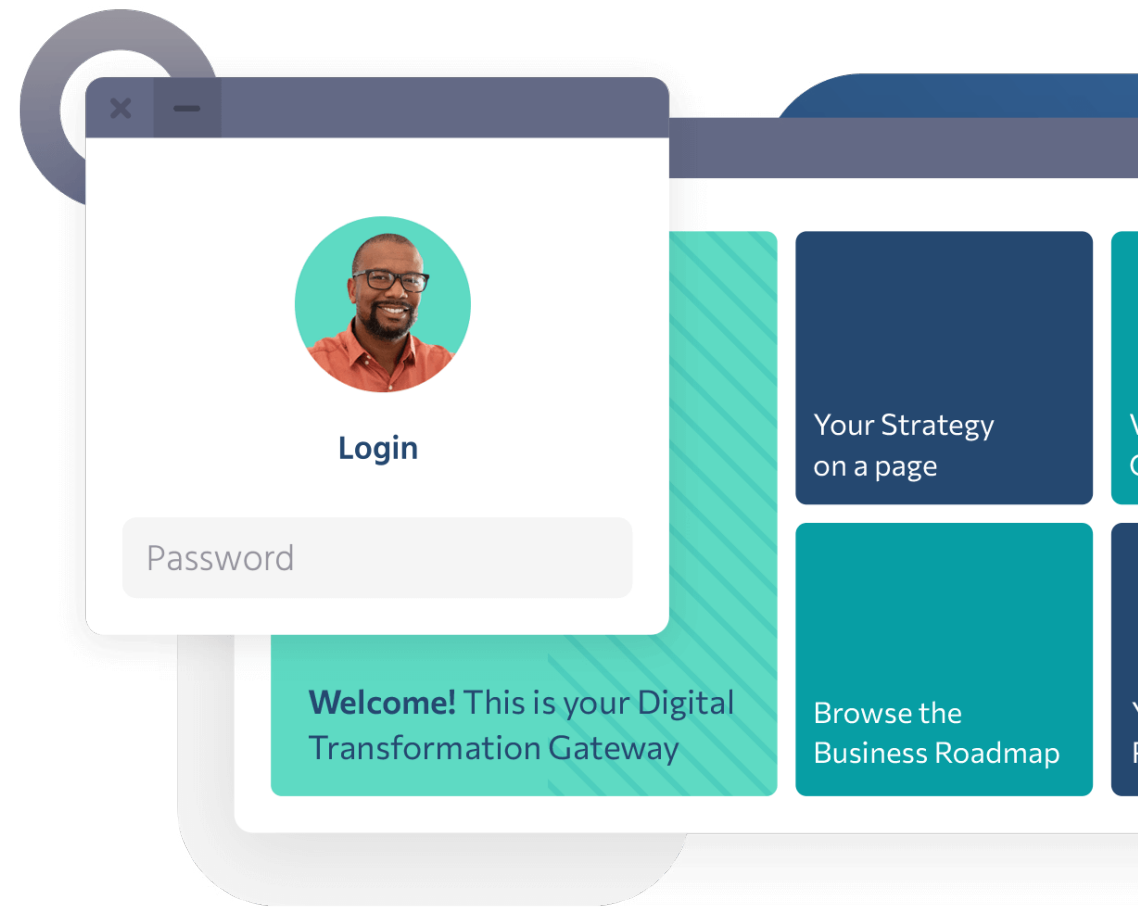 Login
Password
Welcome! This is your Digital
Transformation Gateway
Your Strategy
on a page
Browse the
Business Roadmap